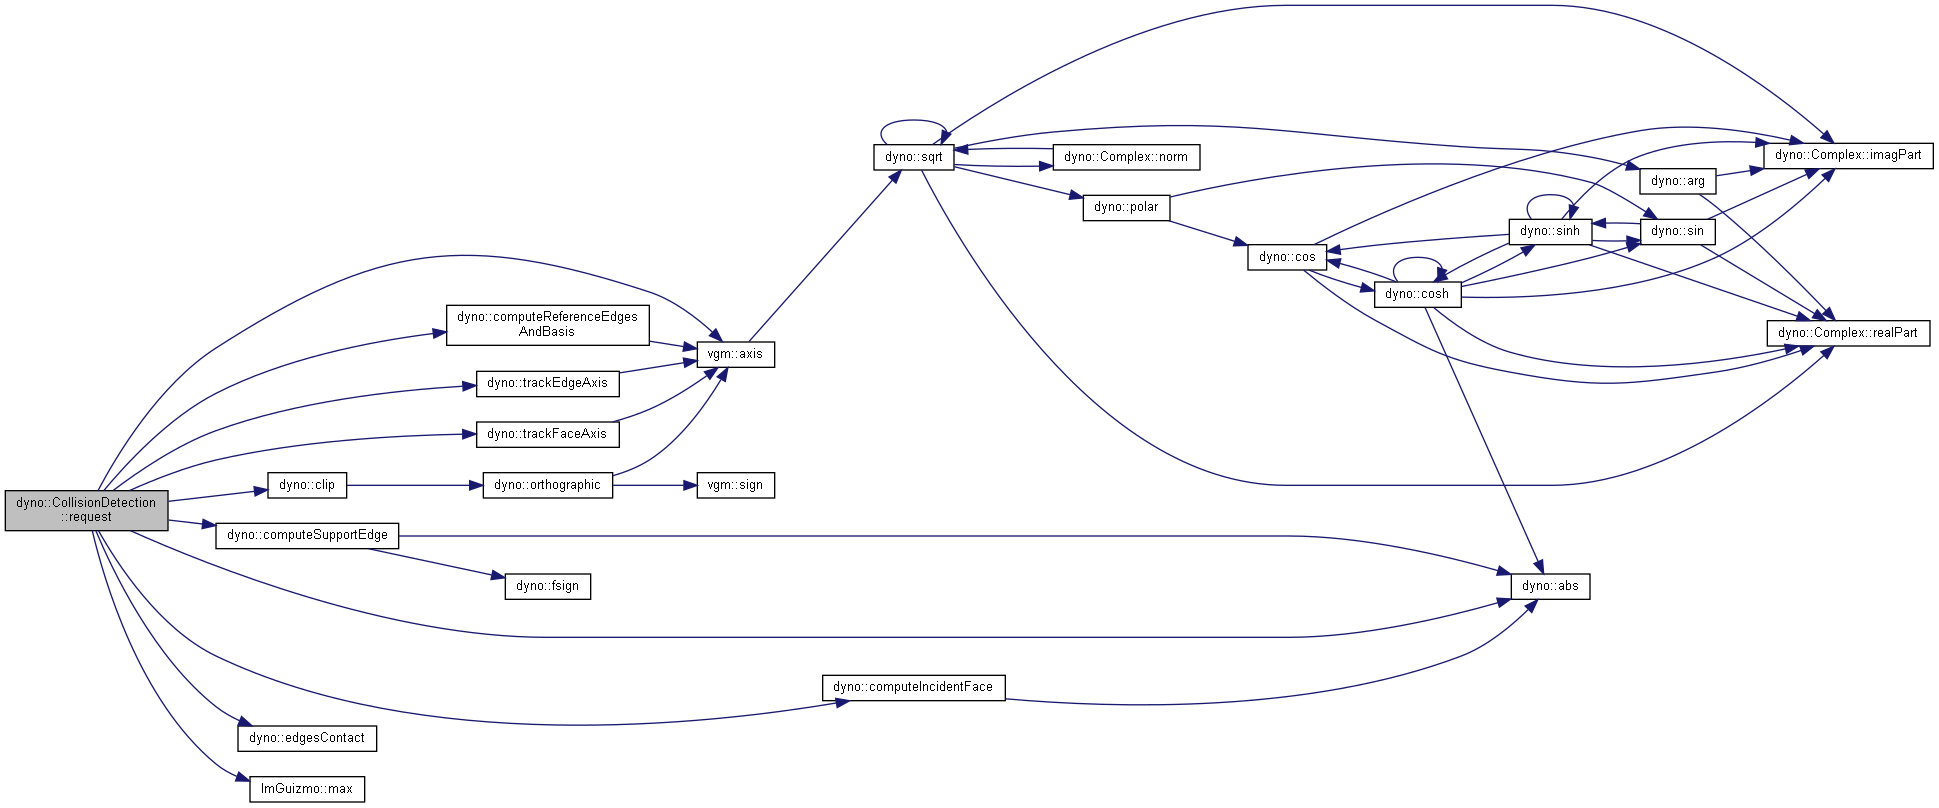 dyno::sqrt
dyno::Complex::norm
dyno::Complex::imagPart
dyno::arg
dyno::polar
dyno::sinh
dyno::sin
dyno::cos
dyno::cosh
dyno::computeReferenceEdges
AndBasis
dyno::Complex::realPart
vgm::axis
dyno::trackEdgeAxis
dyno::trackFaceAxis
dyno::clip
dyno::orthographic
vgm::sign
dyno::CollisionDetection
::request
dyno::computeSupportEdge
dyno::fsign
dyno::abs
dyno::computeIncidentFace
dyno::edgesContact
ImGuizmo::max